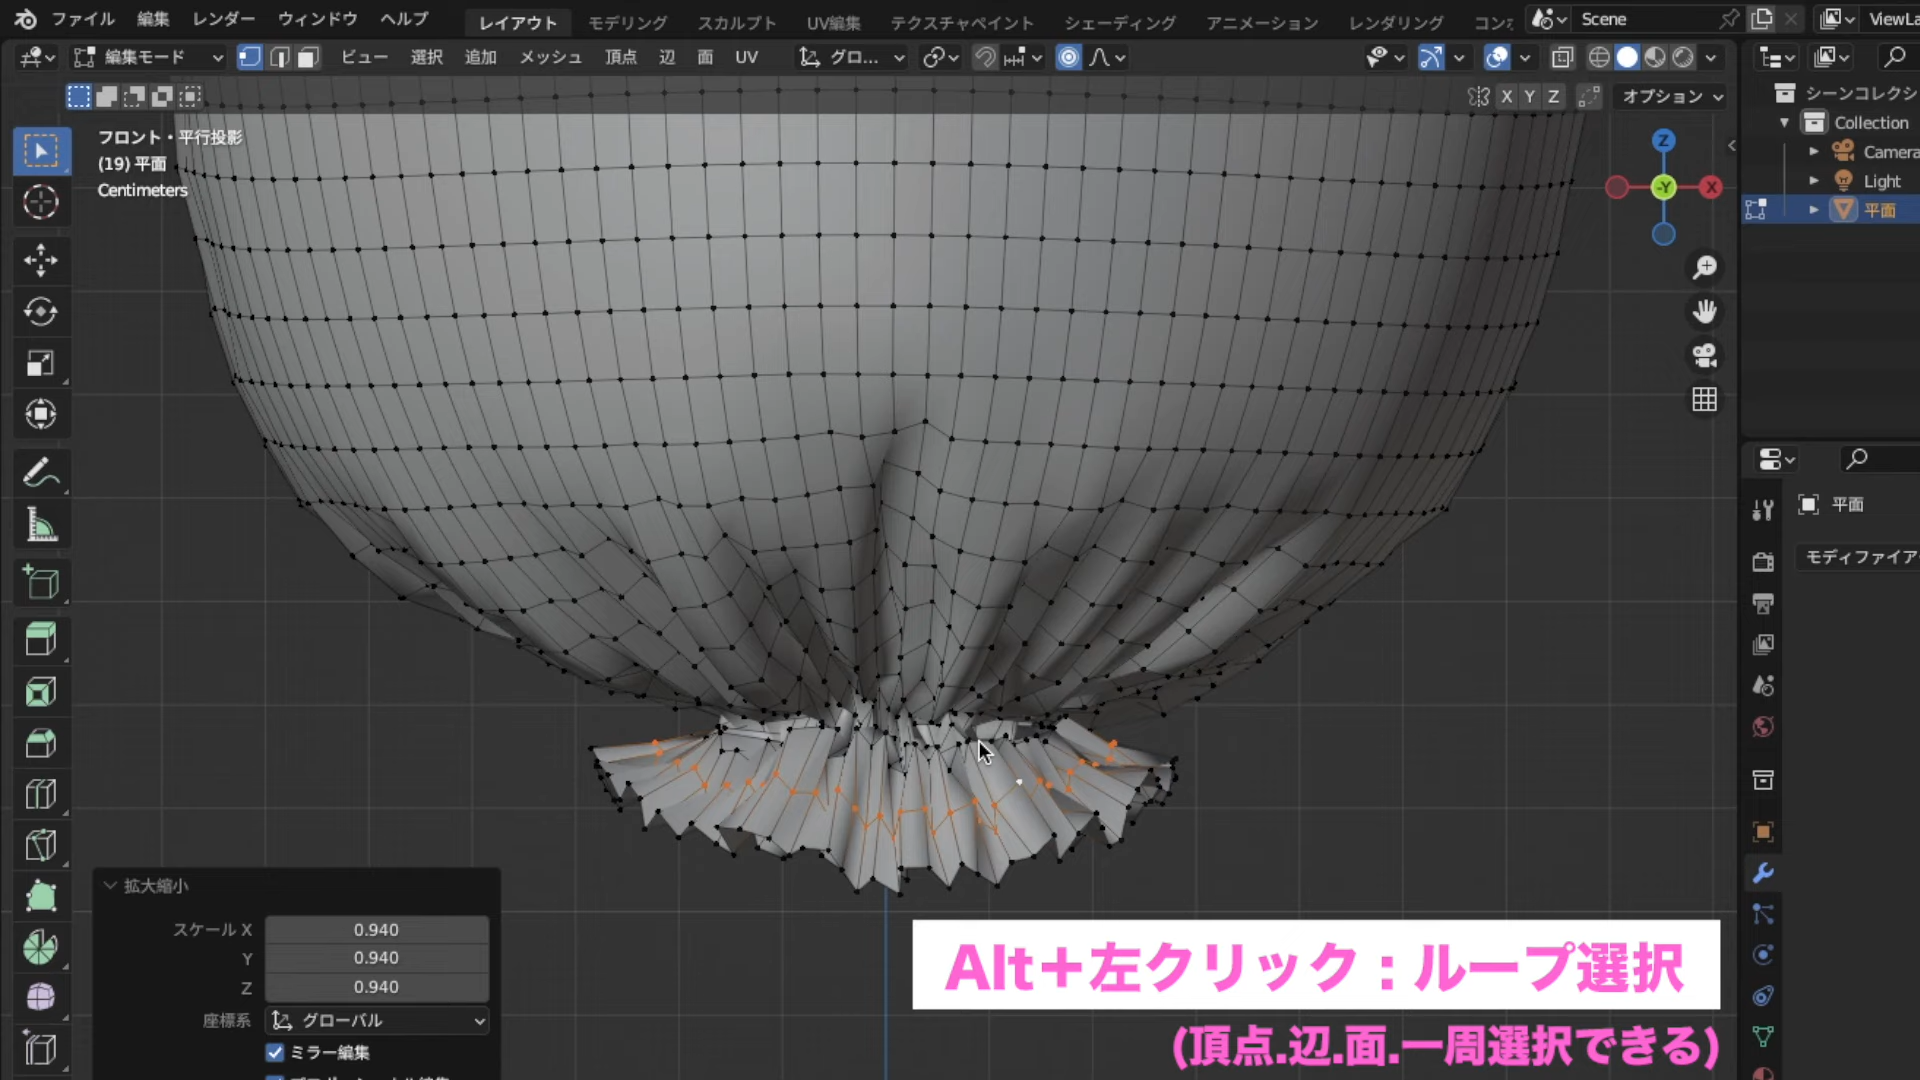 ファイル 編集 レンダー ウィンドウ ヘルプ レイアウト モデリング スカルプト UV編集 テクスチャペイント シェーディング アニメーション レンダリング Scene ViewLa
編集モード ビュー 選択 追加 メッシュ 頂点 辺 面 UV グロ...
X Y Z オプション
フロント・平行投影
(19) 平面
Centimeters
Z
-Y X
シーンコレクシ
Collection
Camera
Light
平面
平面
モディファイア
拡大縮小
スケール X 0.940
Y 0.940
Z 0.940
座標系 グローバル
ミラー編集
Alt＋左クリック：ループ選択
(頂点.辺.面.一周選択できる)